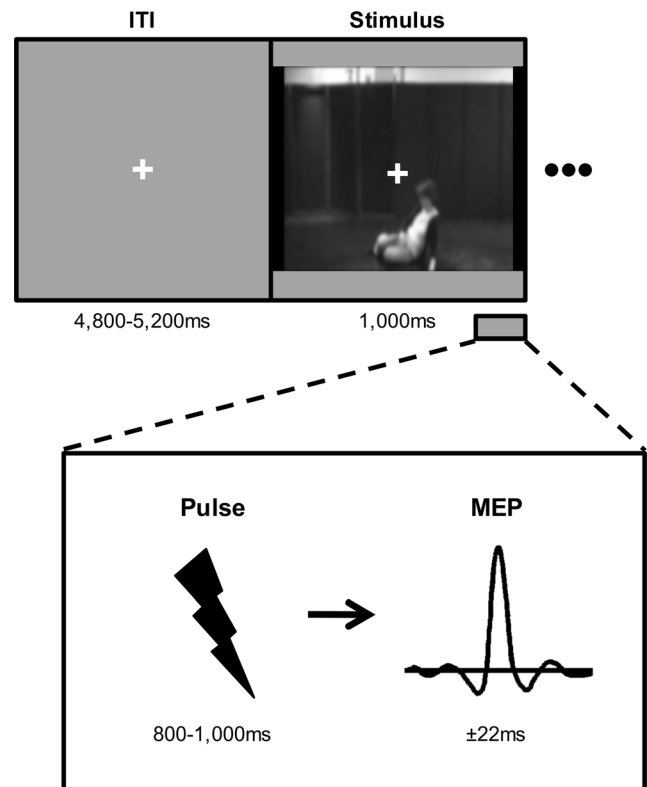 ITI
Stimulus
4,800-5,200ms
1,000ms
Pulse
MEP
800-1,000ms
±22ms